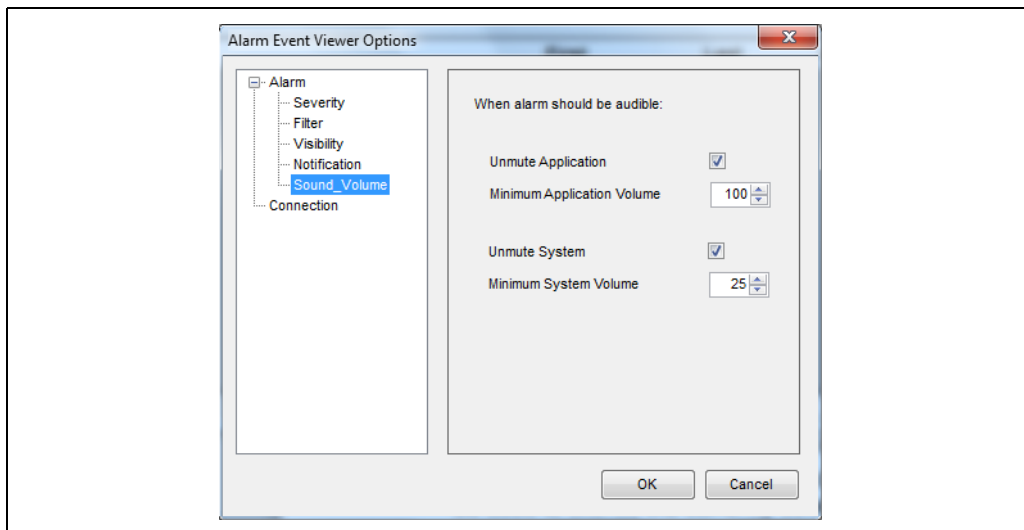 Alarm Event Viewer Options
Alarm
Severity
Filter
Visibility
Notification
Sound_Volume
Connection
When alarm should be audible:
Unmute Application
Minimum Application Volume 100
Unmute System
Minimum System Volume 25
OK Cancel